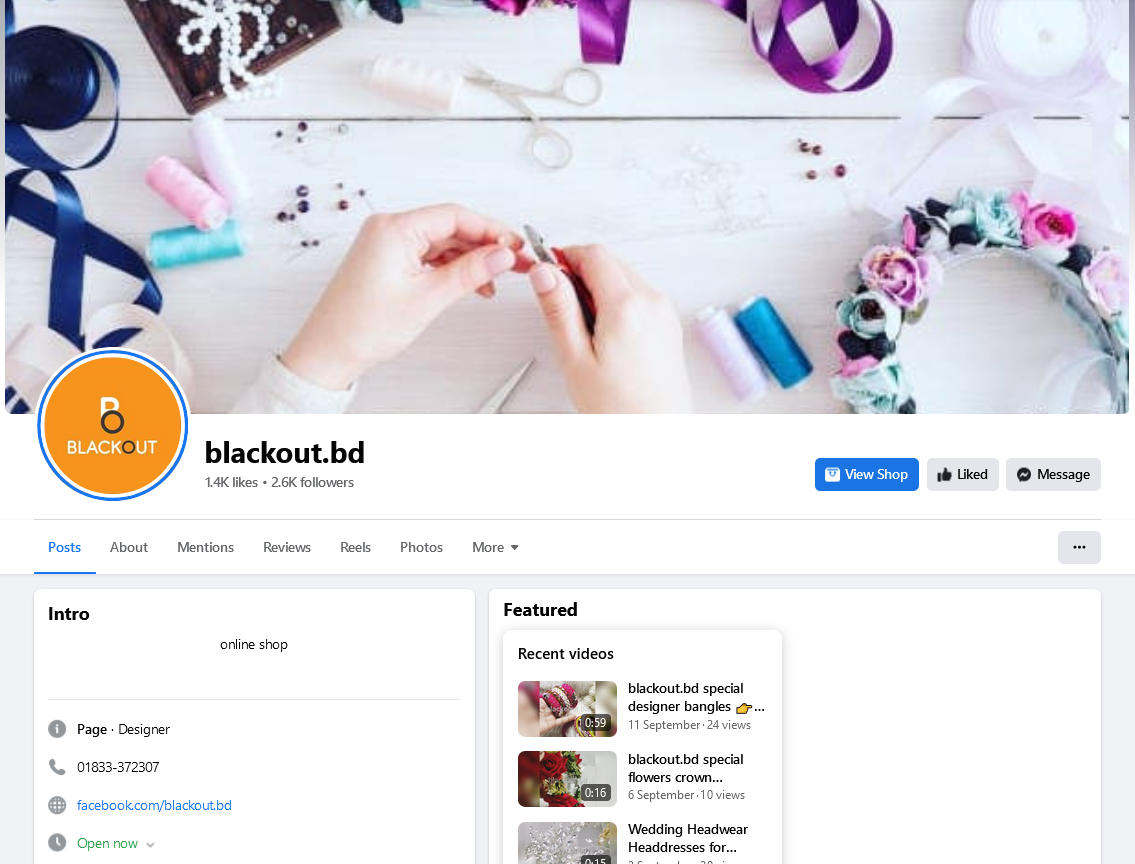 B
BLACKOUT
blackout.bd
1.4K likes • 2.6K followers
View Shop
Liked
Message
Posts
About
Mentions
Reviews
Reels
Photos
More
Intro
online shop
Page · Designer
01833-372307
facebook.com/blackout.bd
Open now
Featured
Recent videos
0:59
blackout.bd special
designer bangles 👉...
11 September · 24 views
0:16
blackout.bd special
flowers crown...
6 September · 10 views
0:15
Wedding Headwear
Headdresses for...